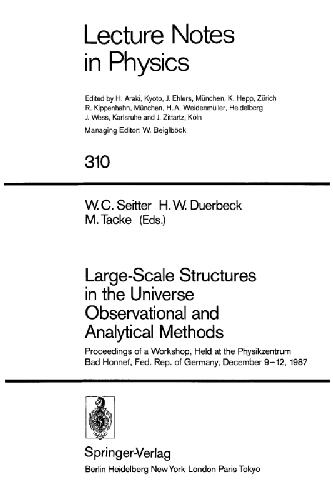 Lecture Notes
in Physics
Edited by H. Araki, Kyoto, J. Ehlers, München, K. Hepp, Zürich
R. Kippenhahn, München, H. A. Weidenmüller, Heidelberg
J. Wess, Karlsruhe and J. Zittartz, Köln
Managing Editor: W. Beiglböck
310
W. C. Seitter H. W. Duerbeck
M. Tacke (Eds.)
Large-Scale Structures
in the Universe
Observational and
Analytical Methods
Proceedings of a Workshop, Held at the Physikzentrum
Bad Honnef, Fed. Rep. of Germany, December 9–12, 1987
Springer-Verlag
Berlin Heidelberg New York London Paris Tokyo